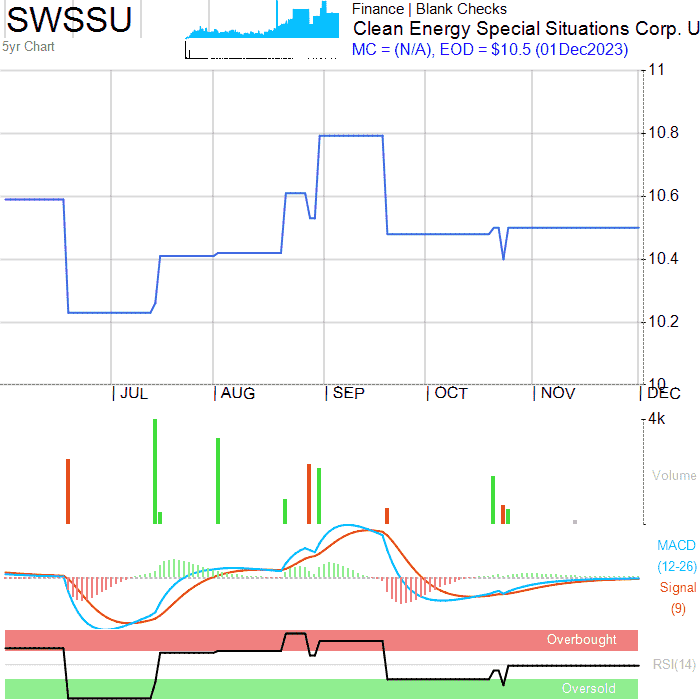 SWSSU
5yr Chart
Finance | Blank Checks
Clean Energy Special Situations Corp. U
MC = (N/A), EOD = $10.5 (01Dec2023)
11
10.8
10.6
10.4
10.2
10
JUL AUG SEP OCT NOV DEC
4k
Volume
MACD
(12-26)
Signal
(9)
Overbought
RSI(14)
Oversold